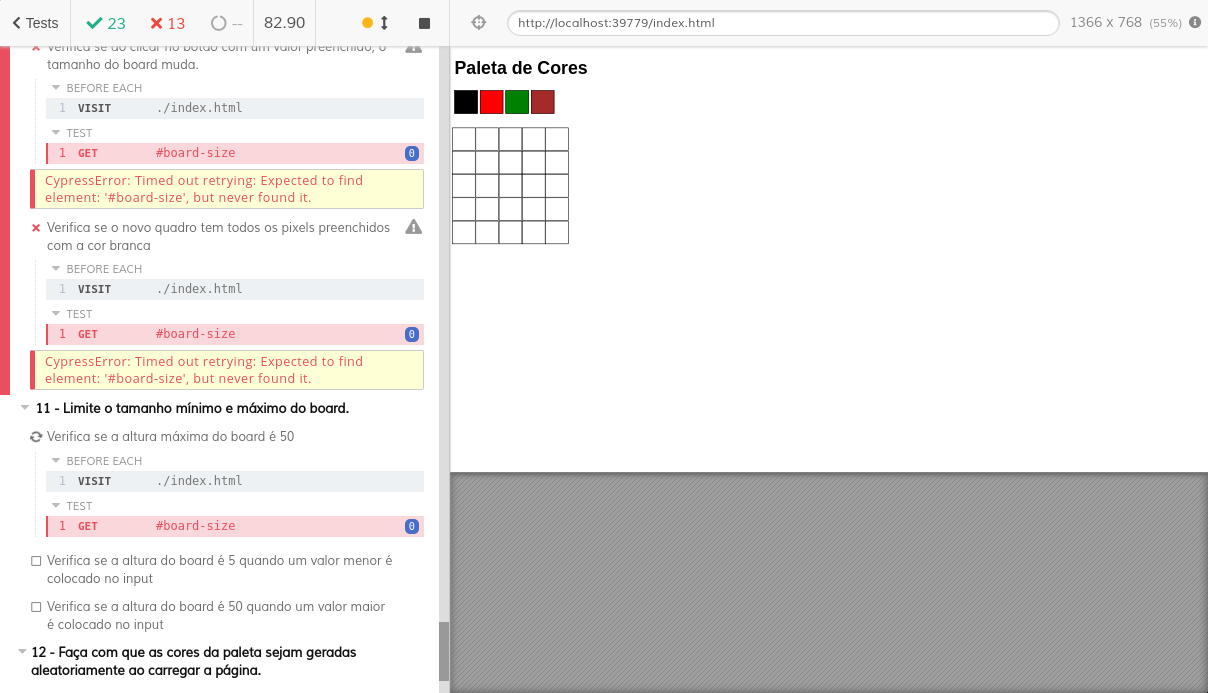 Tests 23 13 -- 82.90 http://localhost:39779/index.html 1366 x 768 (55%)
Verifica se ao clicar no botão com um valor preenchido, o
tamanho do board muda.
BEFORE EACH
1 VISIT ./index.html
TEST
1 GET #board-size 0
CypressError: Timed out retrying: Expected to find
element: '#board-size', but never found it.
Verifica se o novo quadro tem todos os pixels preenchidos
com a cor branca
BEFORE EACH
1 VISIT ./index.html
TEST
1 GET #board-size 0
CypressError: Timed out retrying: Expected to find
element: '#board-size', but never found it.
11 - Limite o tamanho mínimo e máximo do board.
Verifica se a altura máxima do board é 50
BEFORE EACH
1 VISIT ./index.html
TEST
1 GET #board-size 0
Verifica se a altura do board é 5 quando um valor menor é
colocado no input
Verifica se a altura do board é 50 quando um valor maior
é colocado no input
12 - Faça com que as cores da paleta sejam geradas
aleatoriamente ao carregar a página.
Paleta de Cores